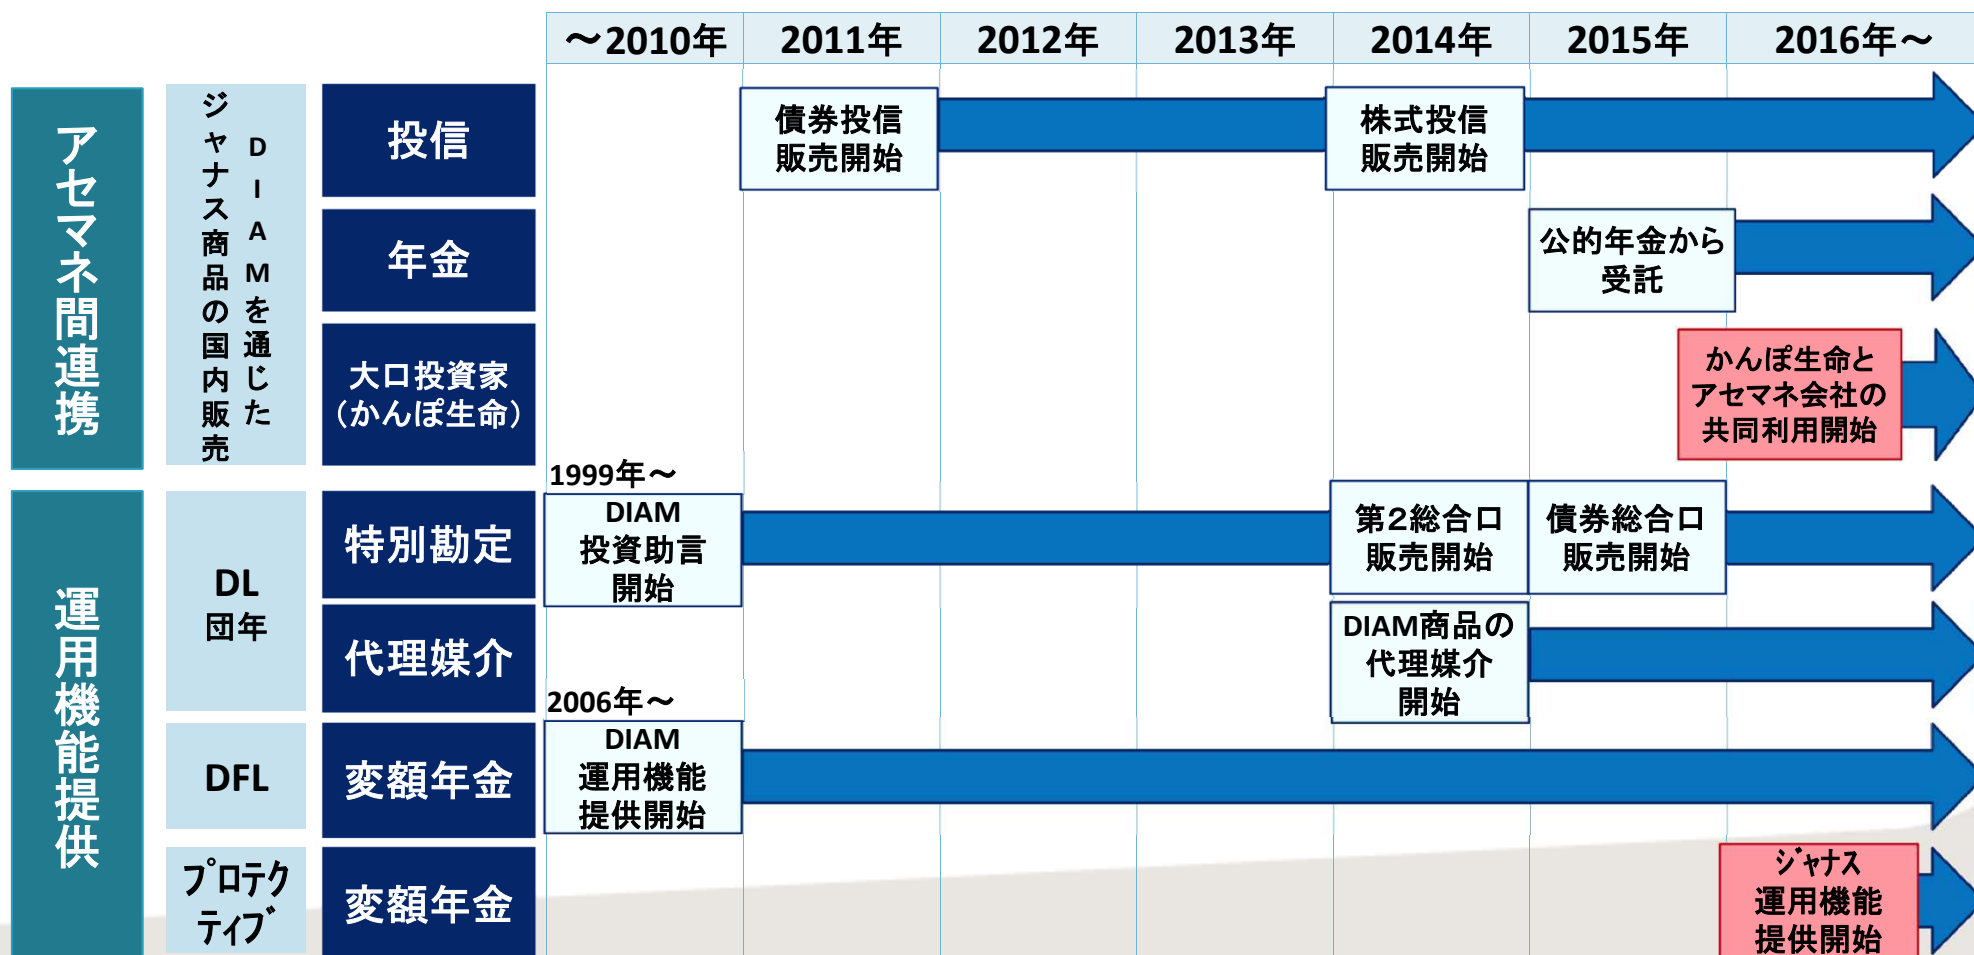 ～2010年
2011年
2012年
2013年
2014年
2015年
2016年～
アセマネ間連携
DIAMを通じた
ジャナス商品の国内販売
投信
債券投信
販売開始
株式投信
販売開始
年金
公的年金から
受託
大口投資家
（かんぽ生命）
かんぽ生命と
アセマネ会社の
共同利用開始
運用機能提供
DL
団年
特別勘定
1999年～
DIAM
投資助言
開始
第２総合口
販売開始
債券総合口
販売開始
代理媒介
DIAM商品の
代理媒介
開始
DFL
変額年金
2006年～
DIAM
運用機能
提供開始
プロテク
ティブ
変額年金
ジャナス
運用機能
提供開始